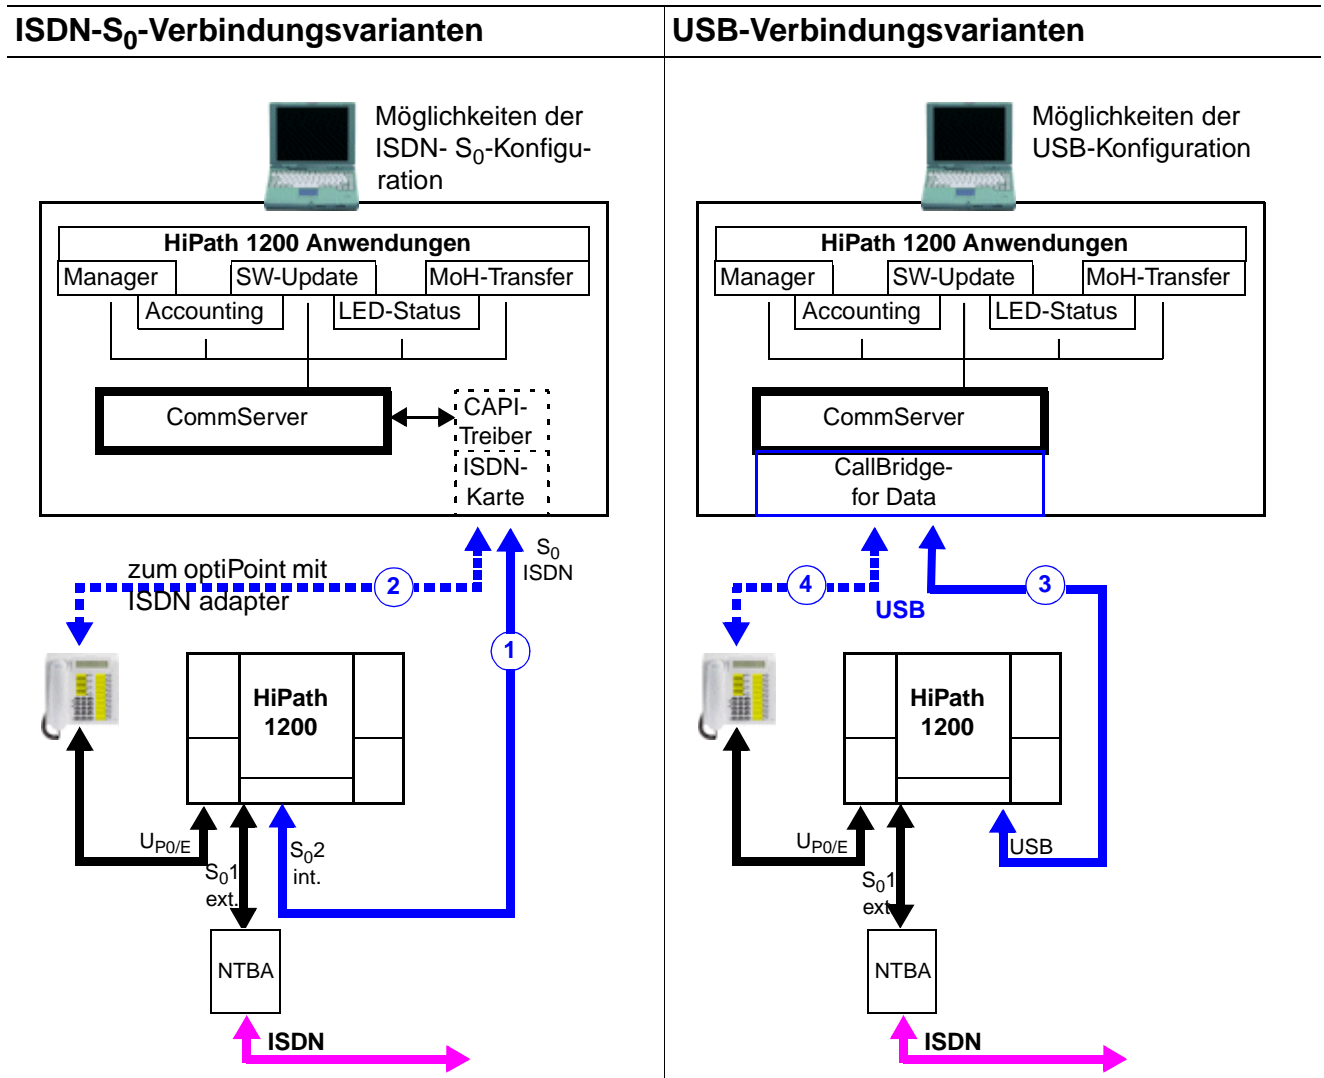 ISDN-S0-Verbindungsvarianten
USB-Verbindungsvarianten
Möglichkeiten der
ISDN- S0-Konfigu-
ration
HiPath 1200 Anwendungen
Manager
SW-Update
MoH-Transfer
Accounting
LED-Status
CommServer
CAPI-
Treiber
ISDN-
Karte
S0
ISDN
zum optiPoint mit
ISDN adapter
2
1
HiPath
1200
UP0/E
S01
ext.
S02
int.
NTBA
ISDN
Möglichkeiten der
USB-Konfiguration
HiPath 1200 Anwendungen
Manager
SW-Update
MoH-Transfer
Accounting
LED-Status
CommServer
CallBridge-
for Data
4
3
USB
HiPath
1200
UP0/E
USB
S01
ext.
NTBA
ISDN